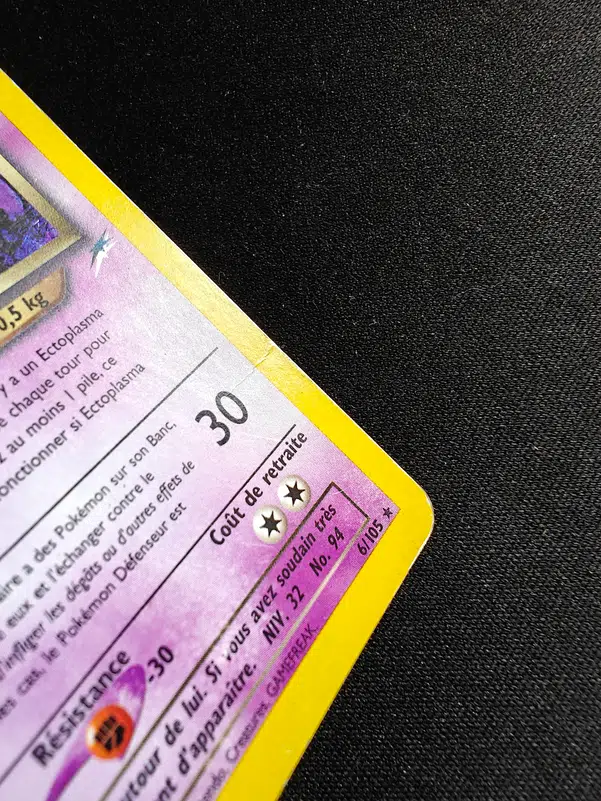 0,5 kg
y a un Ectoplasma
chaque tour pour
au moins 1 pile, ce
onctionner si Ectoplasma
30
aire a des Pokémon sur son Banc,
eux et l'échanger contre le
d'infliger les dégâts ou d'autres effets de
cas, le Pokémon Défenseur est
Coût de retraite
Résistance
-30
utour de lui. Si vous avez soudain très
nt d'apparaître. NIV. 32 No. 94
Creatures, GAMEFREAK.
6/105 ★